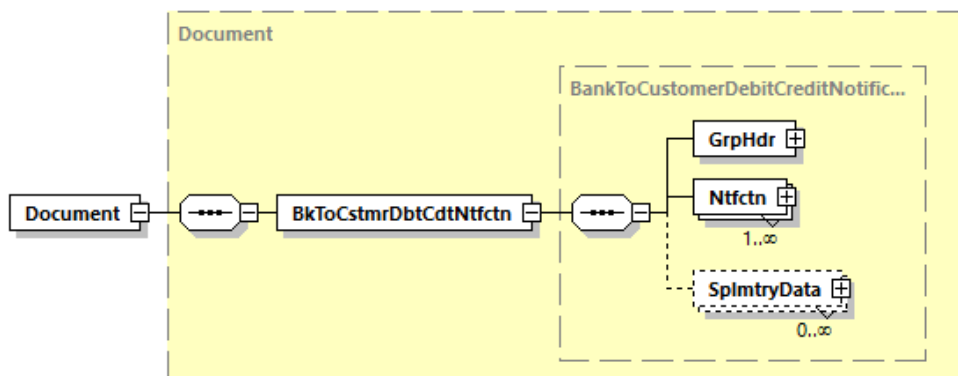 Document
BankToCustomerDebitCreditNotific...
GrpHdr
Document
BkToCstmrDbtCdtNtfctn
Ntfctn
1..∞
SplmtryData
0..∞